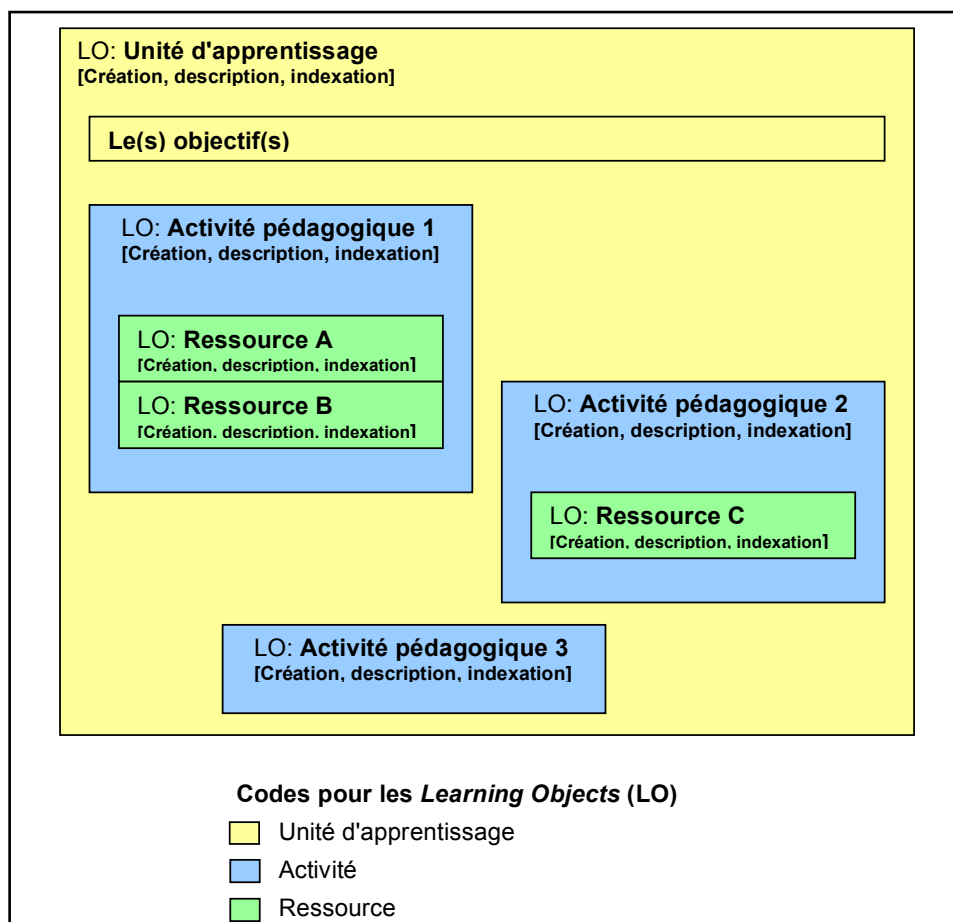 LO: Unité d'apprentissage
[Création, description, indexation]
Le(s) objectif(s)
LO: Activité pédagogique 1
[Création, description, indexation]
LO: Ressource A
[Création, description, indexation]
LO: Ressource B
[Création, description, indexation]
LO: Activité pédagogique 2
[Création, description, indexation]
LO: Ressource C
[Création, description, indexation]
LO: Activité pédagogique 3
[Création, description, indexation]
Codes pour les Learning Objects (LO)
Unité d'apprentissage
Activité
Ressource